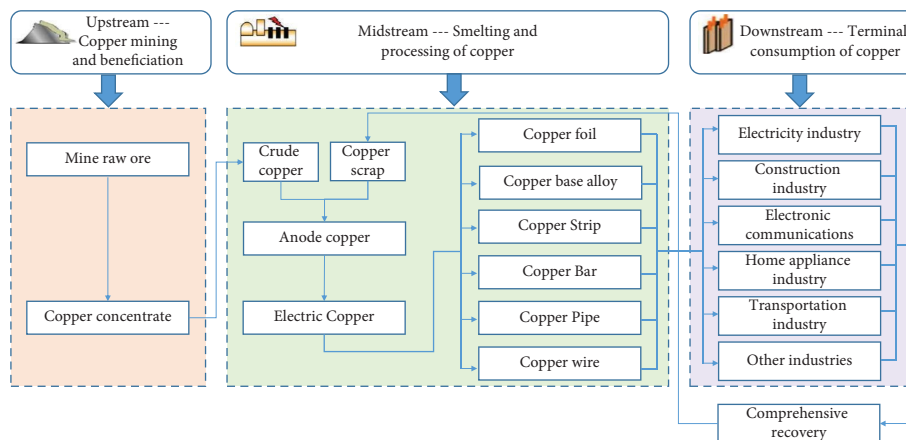 Upstream ---
Copper mining
and beneficiation
Midstream --- Smelting and
processing of copper
Downstream --- Terminal
consumption of copper
Mine raw ore
Copper concentrate
Crude
copper
Copper
scrap
Anode copper
Electric Copper
Copper foil
Copper base alloy
Copper Strip
Copper Bar
Copper Pipe
Copper wire
Electricity industry
Construction
industry
Electronic
communications
Home appliance
industry
Transportation
industry
Other industries
Comprehensive
recovery